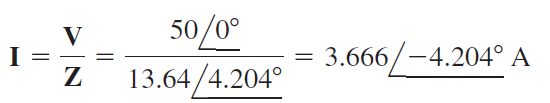 I = V/Z = 50∠0° / 13.64∠4.204° = 3.666∠−4.204° A